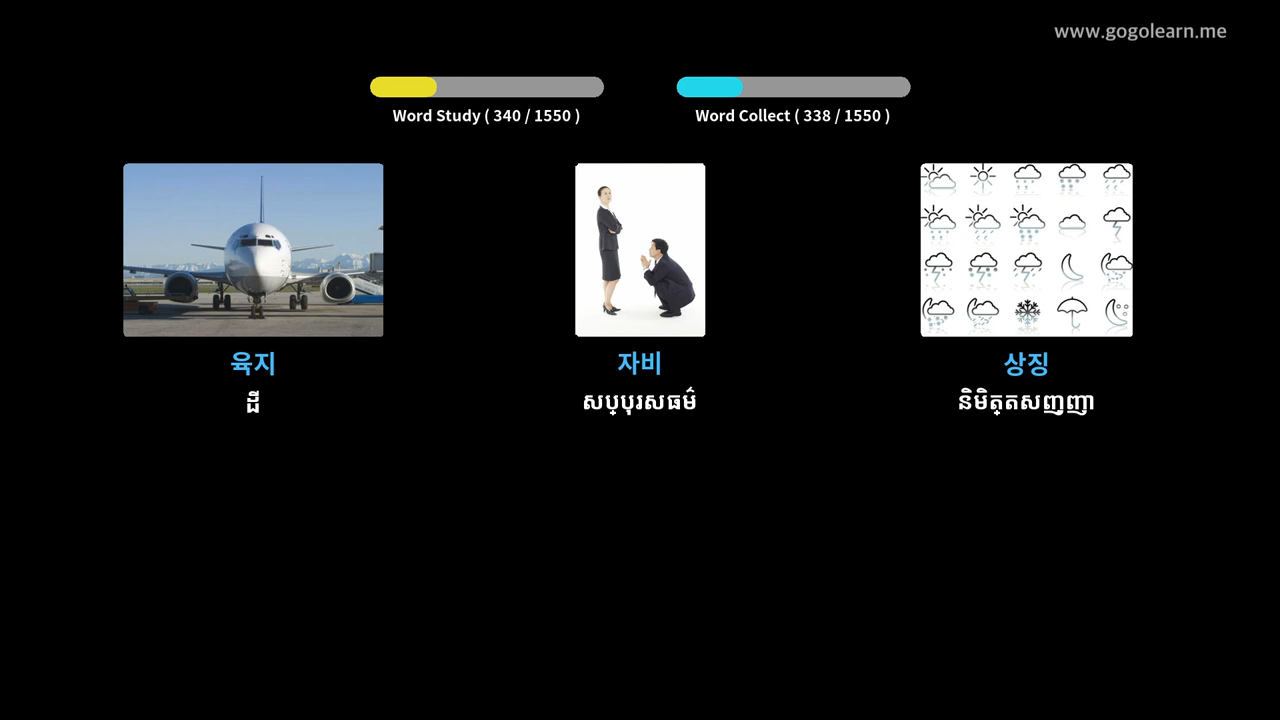 www.gogolearn.me
Word Study ( 340 / 1550 )
Word Collect ( 338 / 1550 )
육지
자비
상징
ដី
សប្បុរសធម៌
និមិត្តសញ្ញា